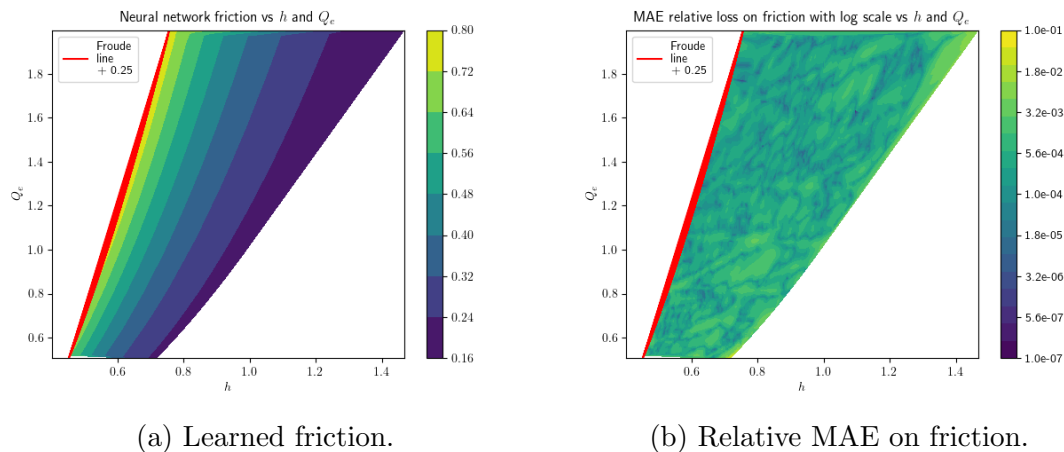 Neural network friction vs h and Q_e
Froude
line
+ 0.25
1.8
1.6
1.4
1.2
1.0
0.8
0.6
Q_e
0.6
0.8
1.0
1.2
1.4
h
0.80
0.72
0.64
0.56
0.48
0.40
0.32
0.24
0.16
(a) Learned friction.
MAE relative loss on friction with log scale vs h and Q_e
Froude
line
+ 0.25
1.8
1.6
1.4
1.2
1.0
0.8
0.6
Q_e
0.6
0.8
1.0
1.2
1.4
h
1.0e-01
1.8e-02
3.2e-03
5.6e-04
1.0e-04
1.8e-05
3.2e-06
5.6e-07
1.0e-07
(b) Relative MAE on friction.